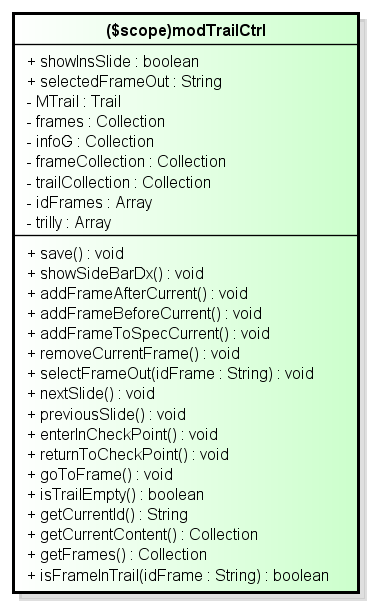 ($scope)modTrailCtrl
+ showInsSlide : boolean
+ selectedFrameOut : String
- MTrail : Trail
- frames : Collection
- infoG : Collection
- frameCollection : Collection
- trailCollection : Collection
- idFrames : Array
- trilly : Array
+ save() : void
+ showSideBarDx() : void
+ addFrameAfterCurrent() : void
+ addFrameBeforeCurrent() : void
+ addFrameToSpecCurrent() : void
+ removeCurrentFrame() : void
+ selectFrameOut(idFrame : String) : void
+ nextSlide() : void
+ previousSlide() : void
+ enterInCheckPoint() : void
+ returnToCheckPoint() : void
+ goToFrame() : void
+ isTrailEmpty() : boolean
+ getCurrentId() : String
+ getCurrentContent() : Collection
+ getFrames() : Collection
+ isFrameInTrail(idFrame : String) : boolean